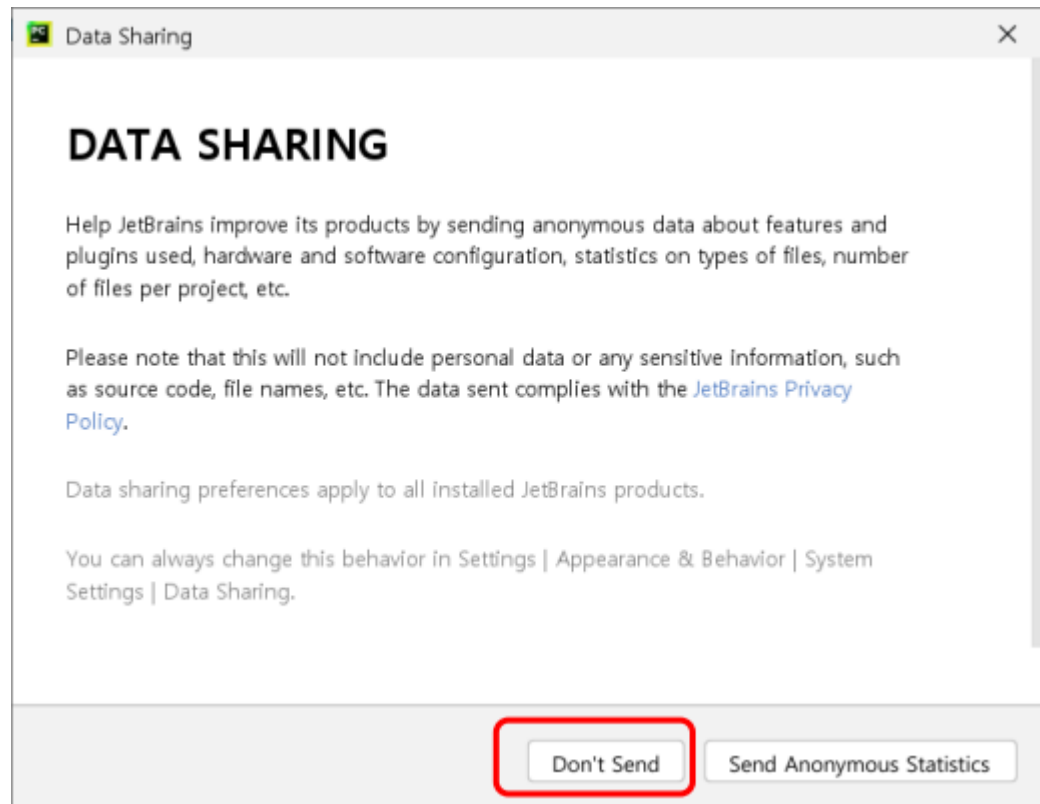 Data Sharing
DATA SHARING
Help JetBrains improve its products by sending anonymous data about features and
plugins used, hardware and software configuration, statistics on types of files, number
of files per project, etc.
Please note that this will not include personal data or any sensitive information, such
as source code, file names, etc. The data sent complies with the JetBrains Privacy
Policy.
Data sharing preferences apply to all installed JetBrains products.
You can always change this behavior in Settings | Appearance & Behavior | System
Settings | Data Sharing.
Don't Send
Send Anonymous Statistics